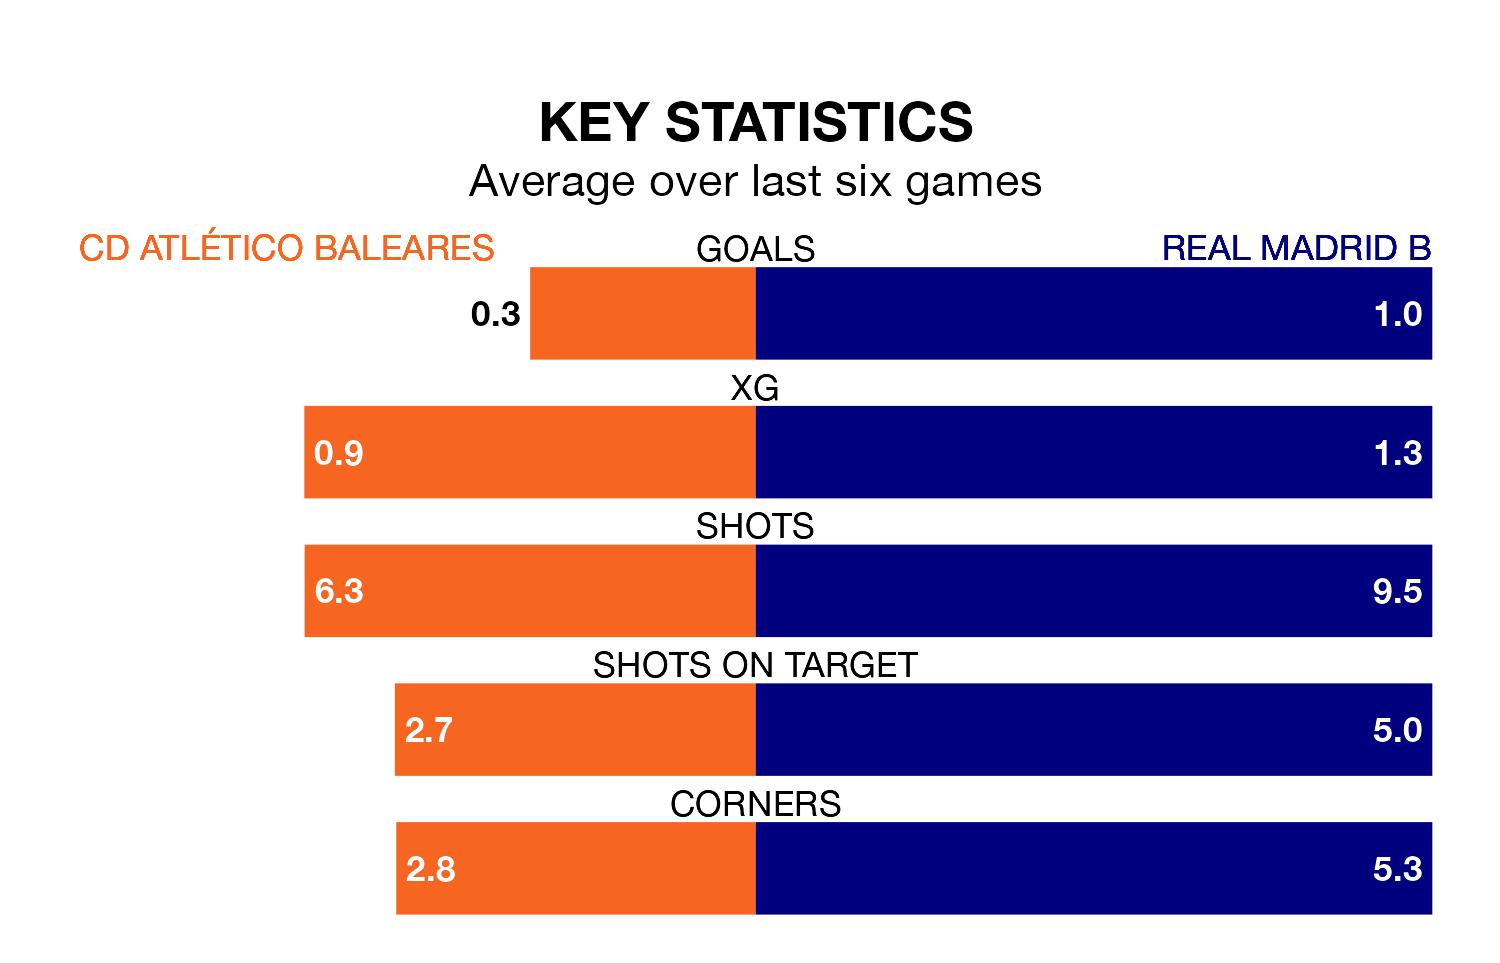 KEY STATISTICS
Average over last six games
CD ATLÉTICO BALEARES GOALS REAL MADRID B
0.3 1.0
XG
0.9 1.3
SHOTS
6.3 9.5
SHOTS ON TARGET
2.7 5.0
CORNERS
2.8 5.3